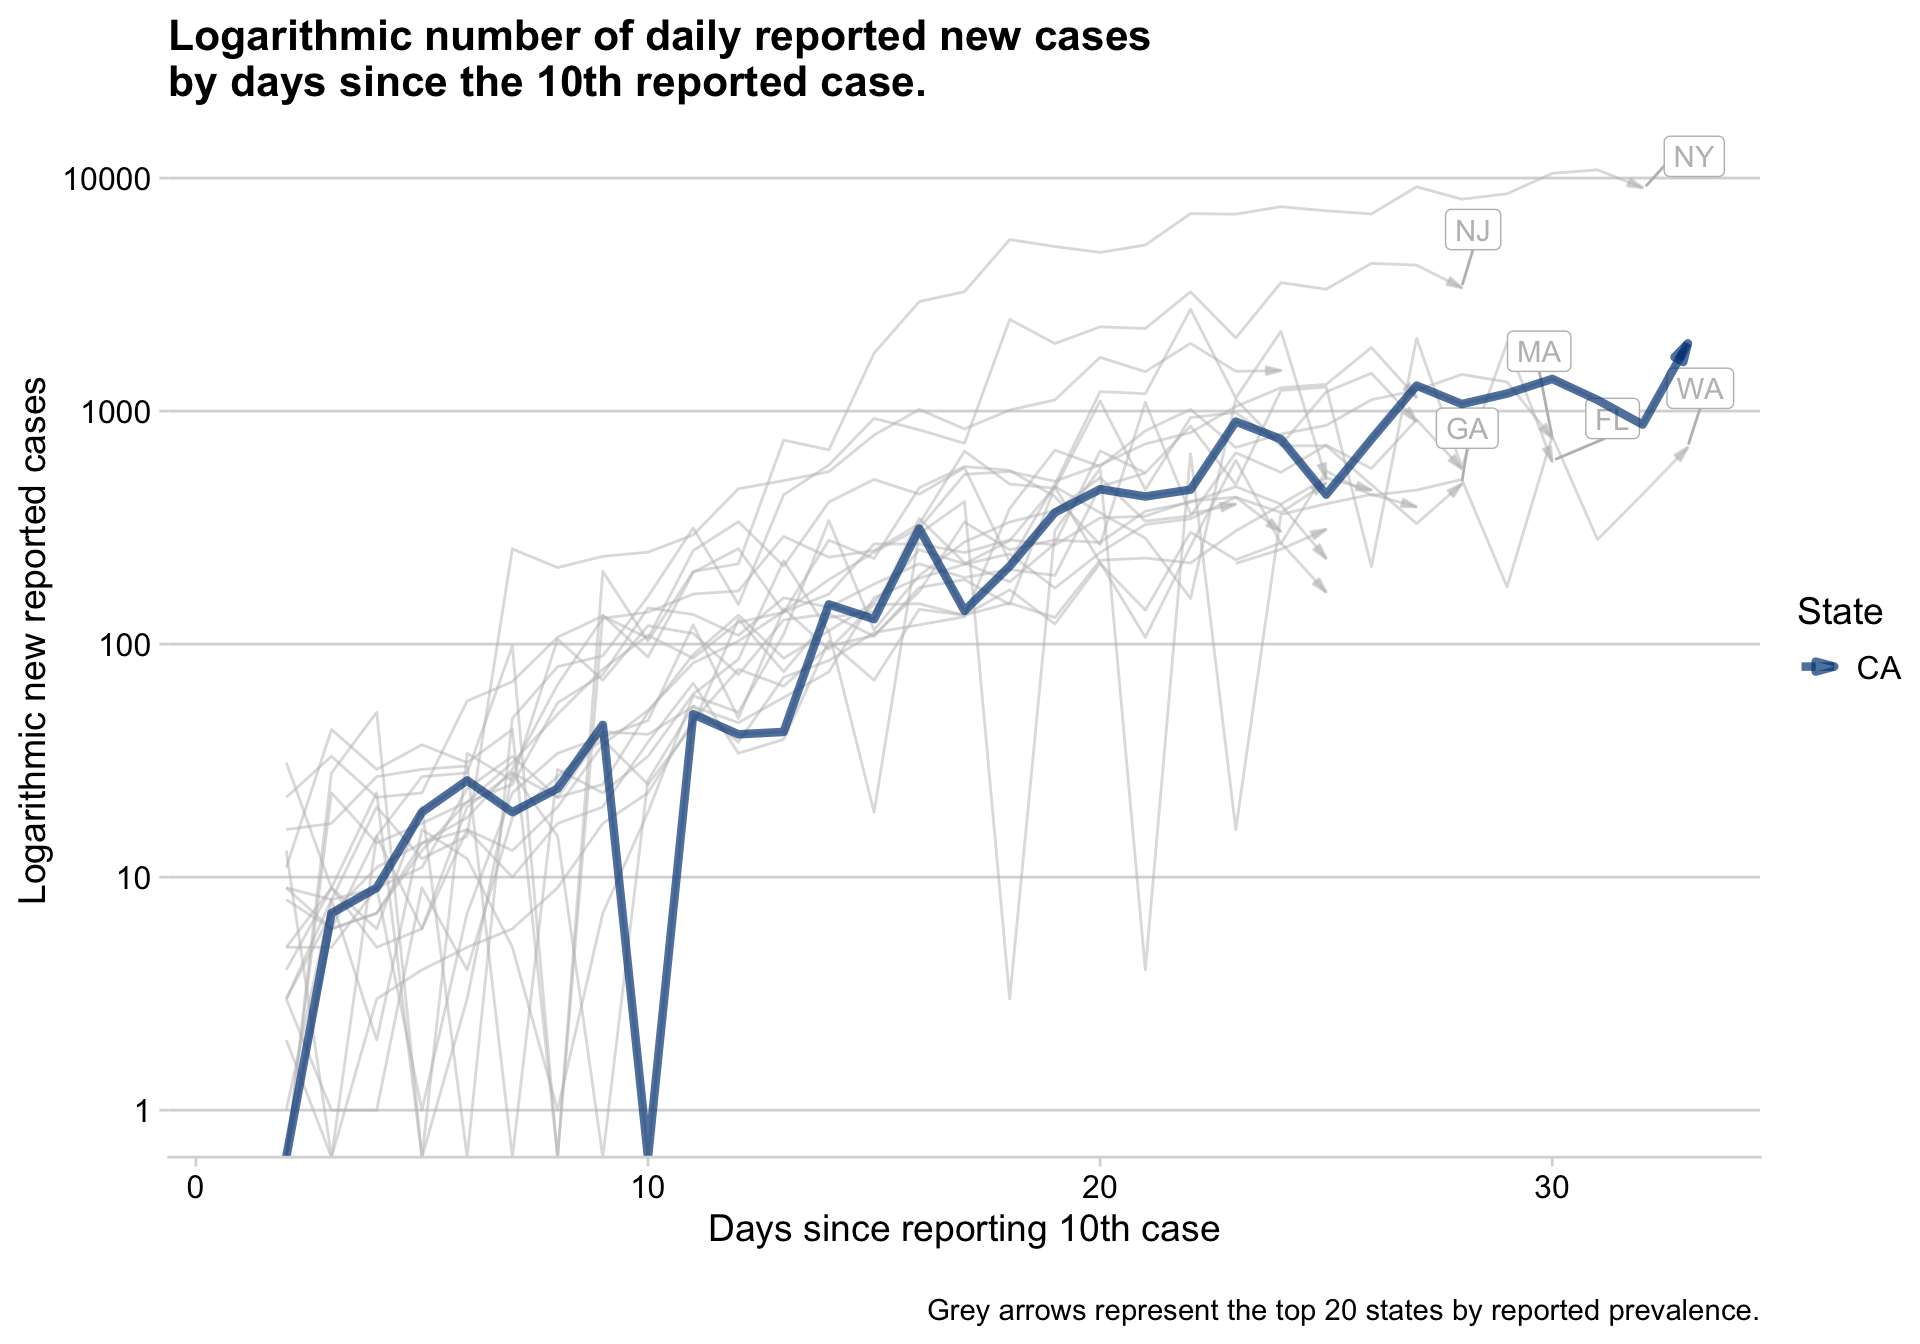 Logarithmic number of daily reported new cases
by days since the 10th reported case.
Logarithmic new reported cases
10000
1000
100
10
1
NY
NJ
MA
WA
FL
GA
State
CA
0
10
20
30
Days since reporting 10th case
Grey arrows represent the top 20 states by reported prevalence.